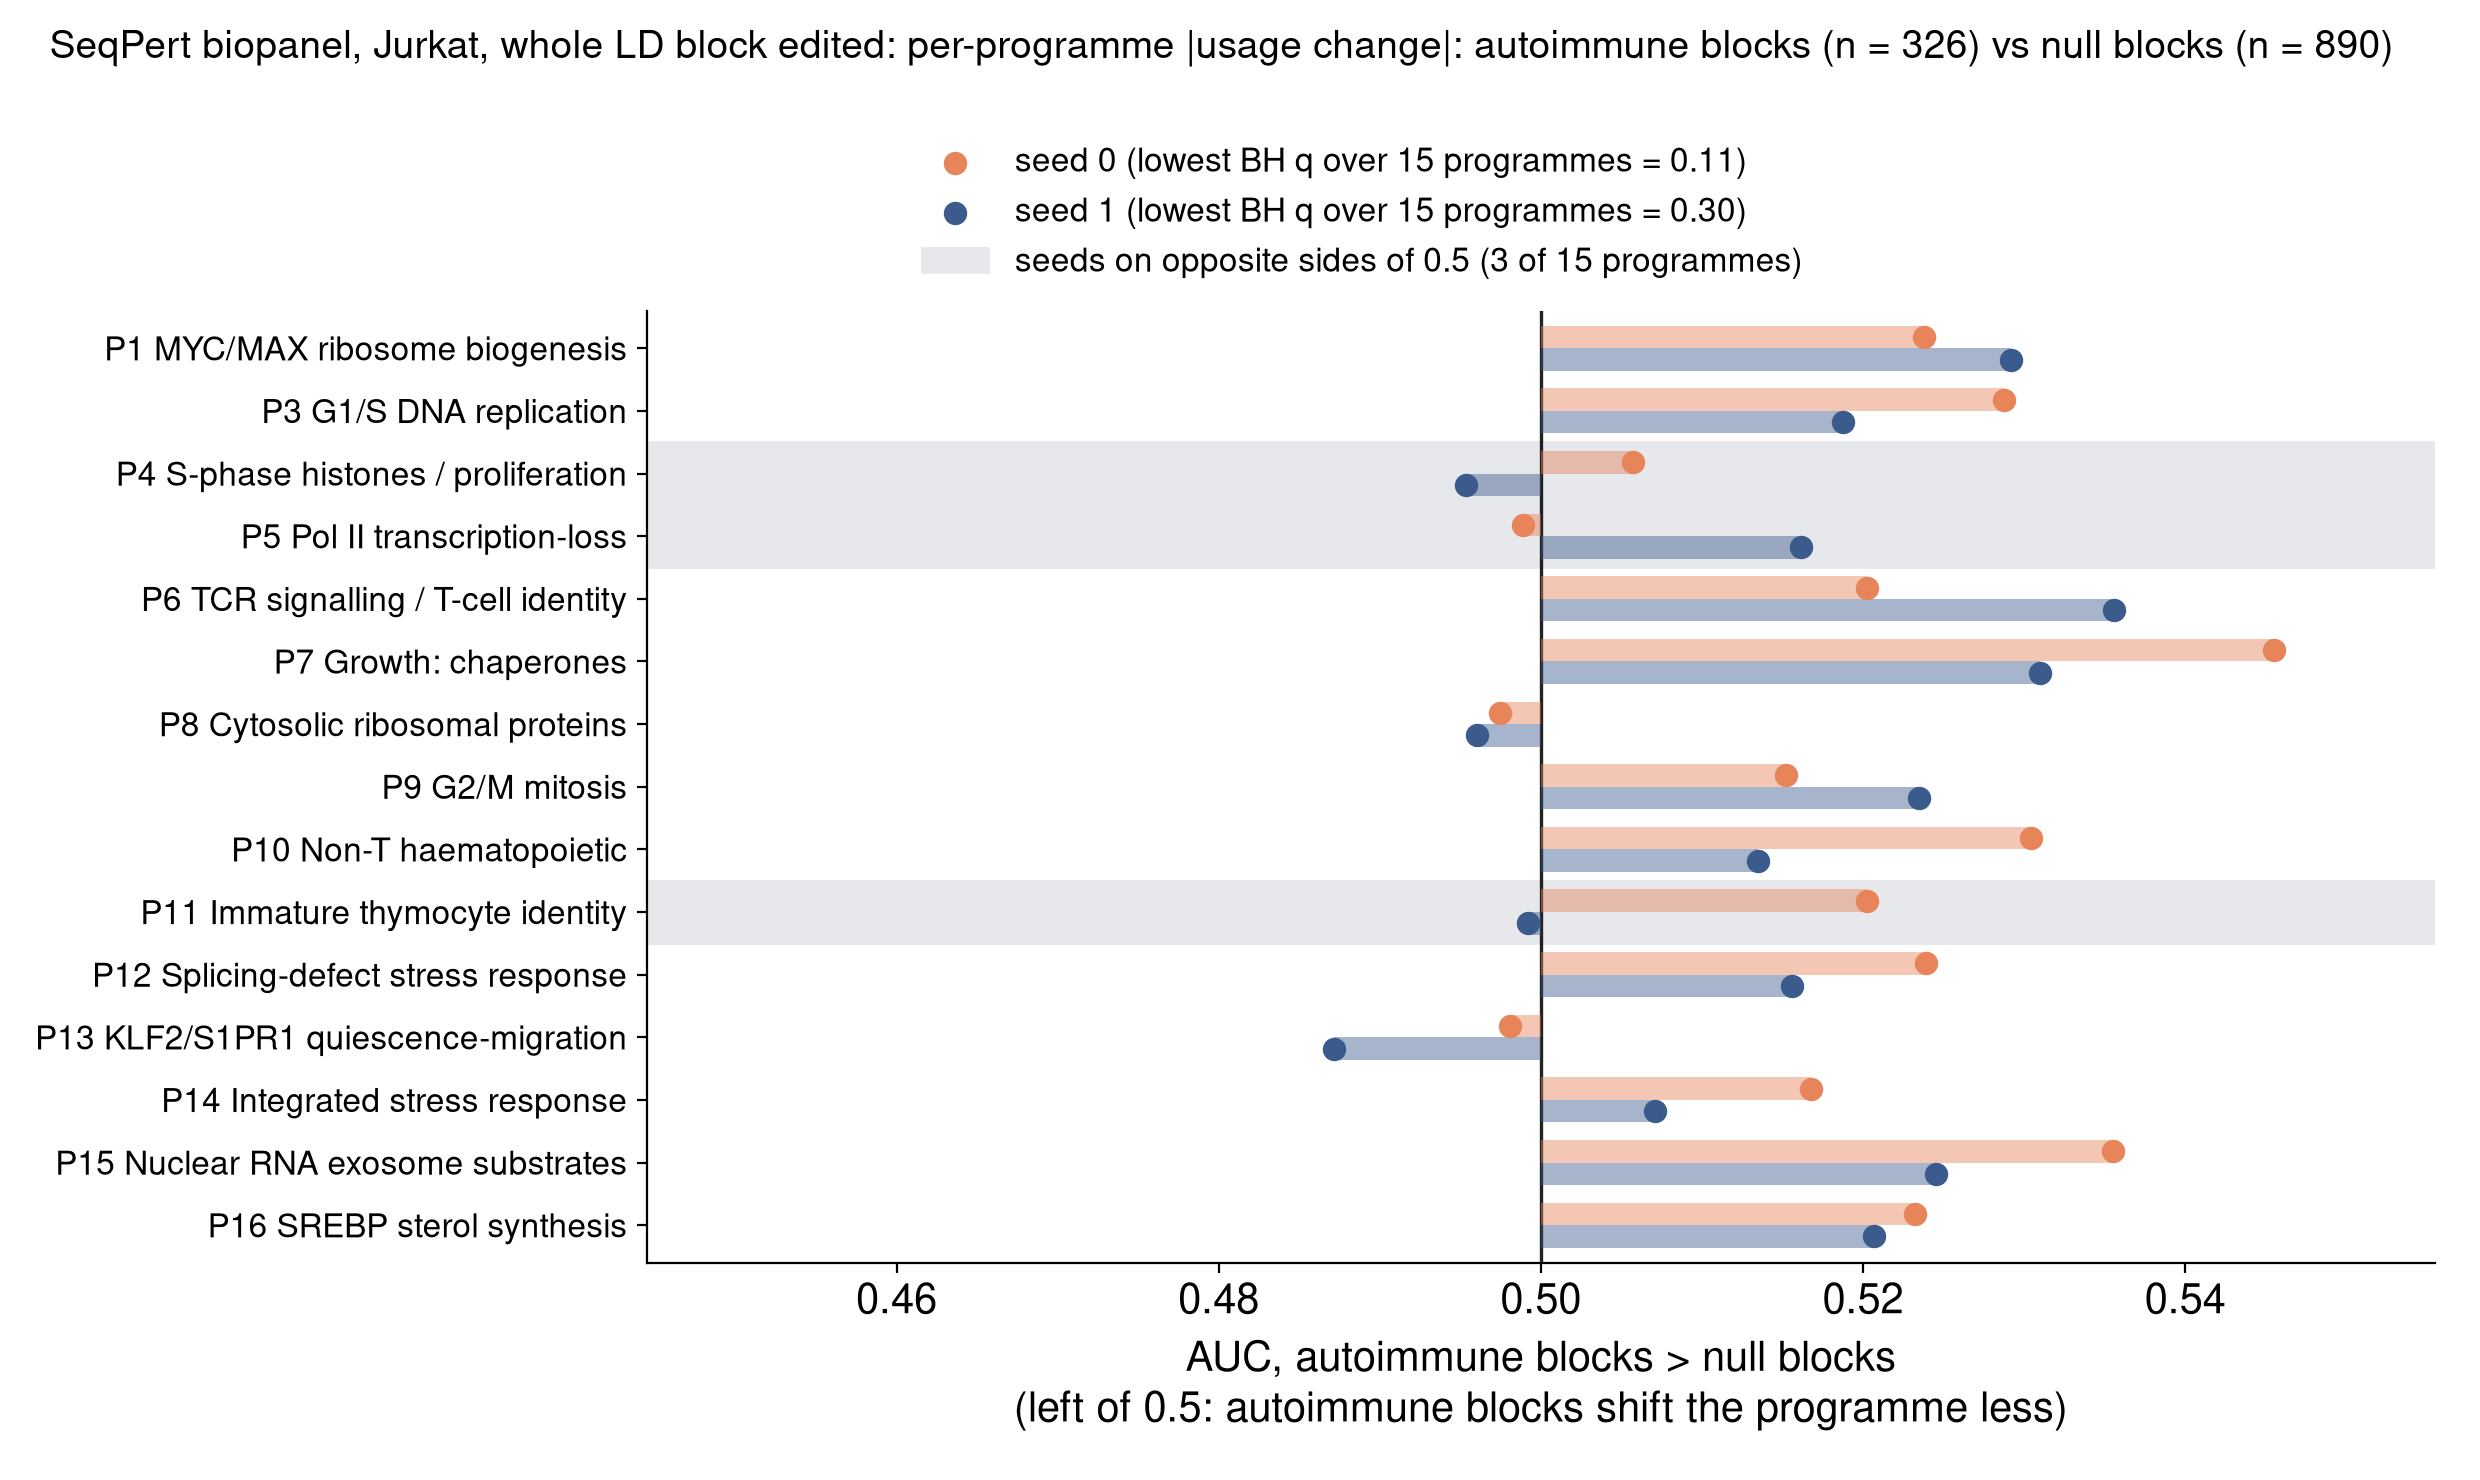 SeqPert biopanel, Jurkat, whole LD block edited: per-programme |usage change|: autoimmune blocks (n = 326) vs null blocks (n = 890)
seed 0 (lowest BH q over 15 programmes = 0.11)
seed 1 (lowest BH q over 15 programmes = 0.30)
seeds on opposite sides of 0.5 (3 of 15 programmes)
P1 MYC/MAX ribosome biogenesis
P3 G1/S DNA replication
P4 S-phase histones / proliferation
P5 Pol II transcription-loss
P6 TCR signalling / T-cell identity
P7 Growth: chaperones
P8 Cytosolic ribosomal proteins
P9 G2/M mitosis
P10 Non-T haematopoietic
P11 Immature thymocyte identity
P12 Splicing-defect stress response
P13 KLF2/S1PR1 quiescence-migration
P14 Integrated stress response
P15 Nuclear RNA exosome substrates
P16 SREBP sterol synthesis
0.46 0.48 0.50 0.52 0.54
AUC, autoimmune blocks > null blocks
(left of 0.5: autoimmune blocks shift the programme less)